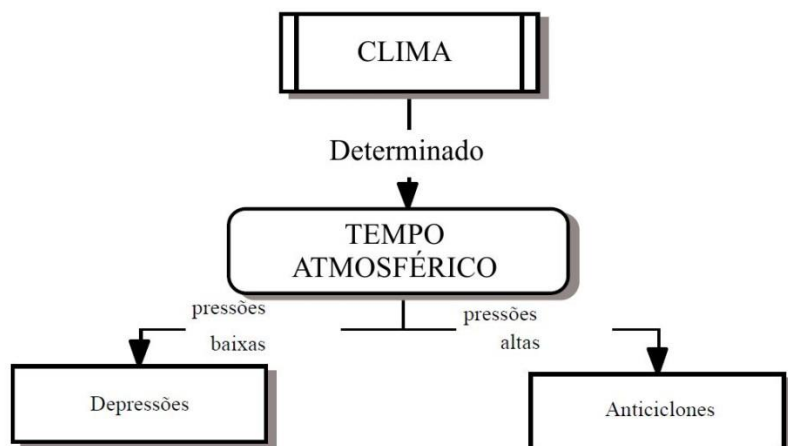 CLIMA
Determinado
TEMPO
ATMOSFÉRICO
pressões
baixas
pressões
altas
Depressões
Anticiclones